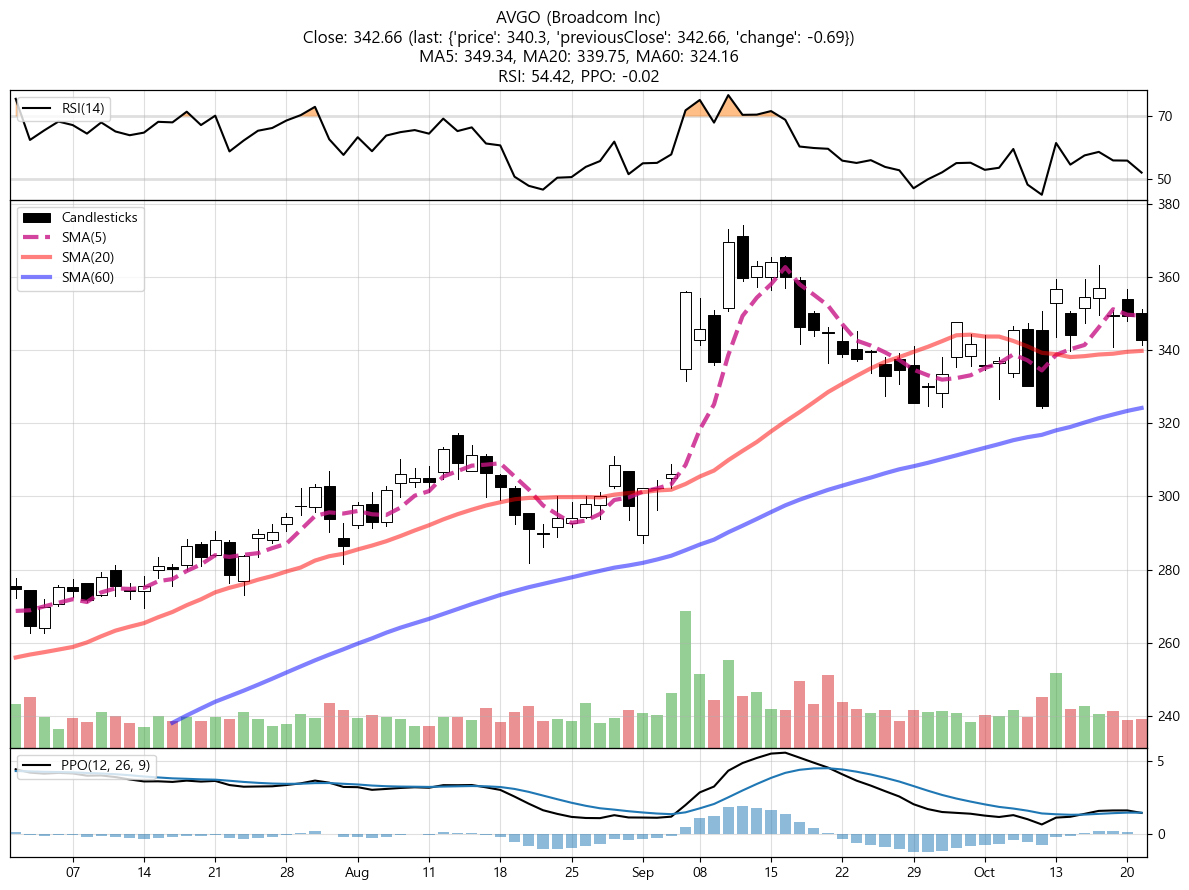 AVGO (Broadcom Inc)
Close: 342.66 (last: {'price': 340.3, 'previousClose': 342.66, 'change': -0.69})
MA5: 349.34, MA20: 339.75, MA60: 324.16
RSI: 54.42, PPO: -0.02
RSI(14)
70
50
Candlesticks
SMA(5)
SMA(20)
SMA(60)
380
360
340
320
300
280
260
240
PPO(12, 26, 9)
5
0
07 14 21 28 Aug 11 18 25 Sep 08 15 22 29 Oct 13 20